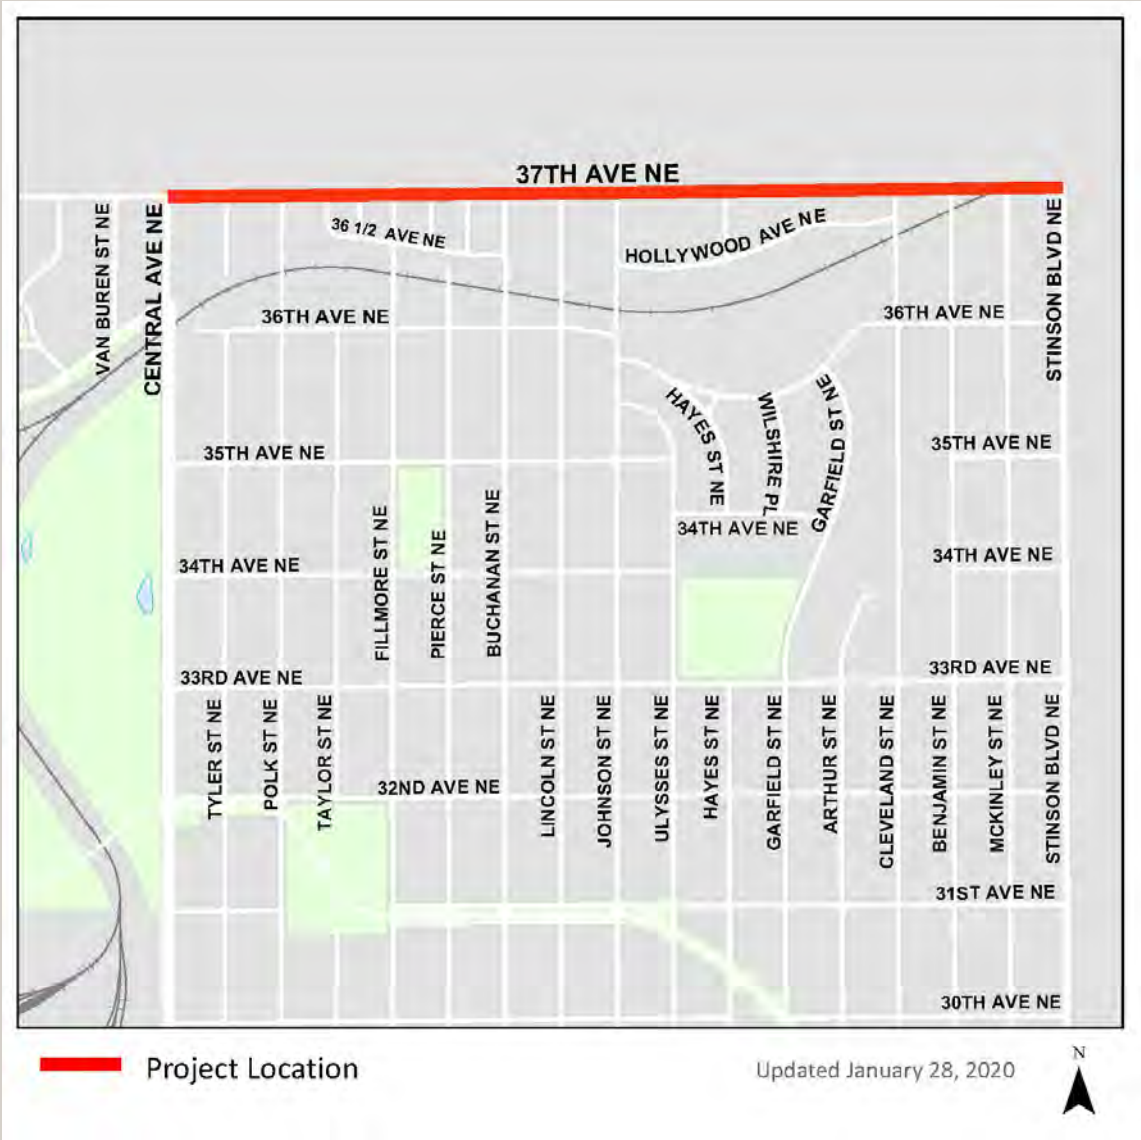 37TH AVE NE
VAN BUREN ST NE
CENTRAL AVE NE
36 1/2 AVE NE
HOLLYWOOD AVE NE
STINSON BLVD NE
36TH AVE NE
36TH AVE NE
HAYES ST NE
WILSHIRE PL
GARFIELD ST NE
35TH AVE NE
35TH AVE NE
FILLMORE ST NE
PIERCE ST NE
BUCHANAN ST NE
34TH AVE NE
34TH AVE NE
34TH AVE NE
33RD AVE NE
33RD AVE NE
TYLER ST NE
POLK ST NE
TAYLOR ST NE
32ND AVE NE
LINCOLN ST NE
JOHNSON ST NE
ULYSSES ST NE
HAYES ST NE
GARFIELD ST NE
ARTHUR ST NE
CLEVELAND ST NE
BENJAMIN ST NE
MCKINLEY ST NE
STINSON BLVD NE
31ST AVE NE
30TH AVE NE
Project Location
Updated January 28, 2020
N